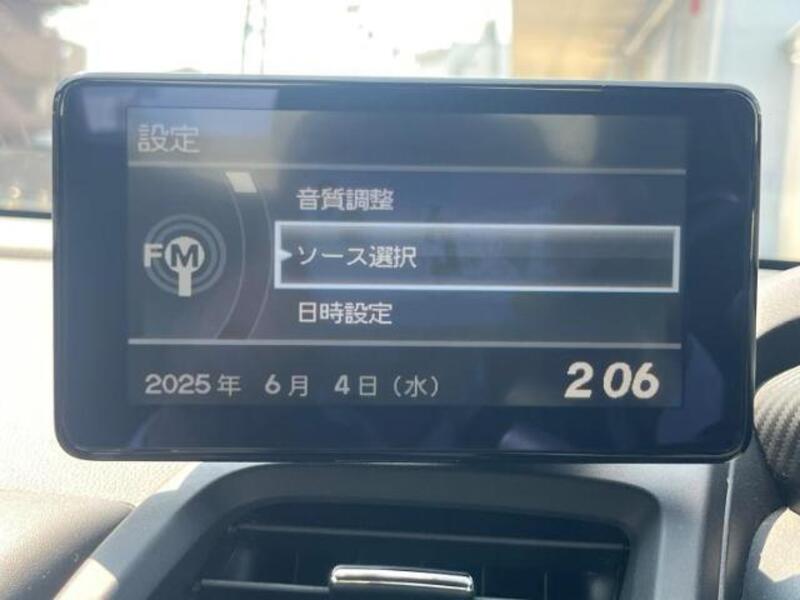 設定
音質調整
FM
ソース選択
日時設定
2025年 6月 4日（水） 2 06